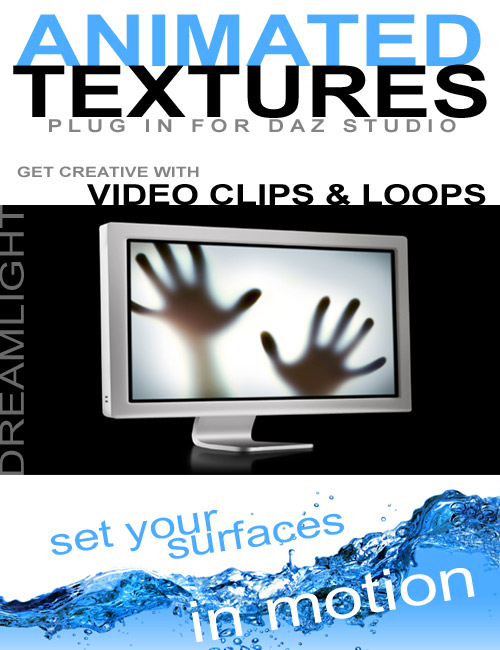 ANIMATED
TEXTURES
PLUG IN FOR DAZ STUDIO
GET CREATIVE WITH
VIDEO CLIPS & LOOPS
DREAMLIGHT
set your
surfaces
in motion